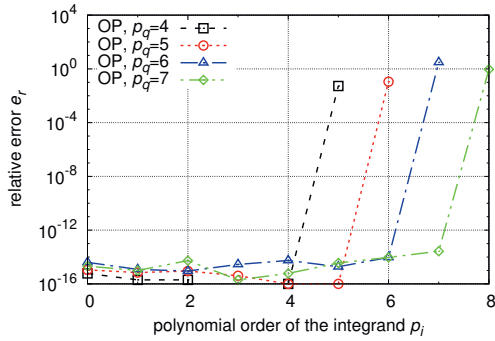 OP, p_q=4
OP, p_q=5
OP, p_q=6
OP, p_q=7
10^4
10^0
10^-4
10^-8
10^-12
10^-16
relative error e_r
0 2 4 6 8
polynomial order of the integrand p_i